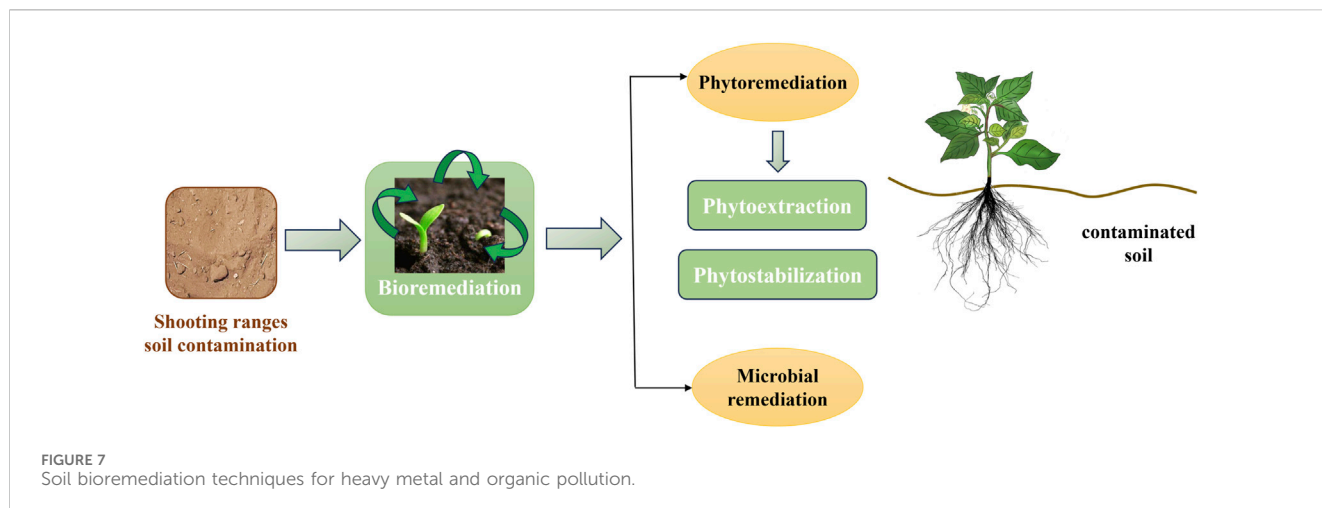 Shooting ranges
soil contamination
Bioremediation
Phytoremediation
Phytoextraction
Phytostabilization
Microbial
remediation
contaminated
soil
FIGURE 7
Soil bioremediation techniques for heavy metal and organic pollution.